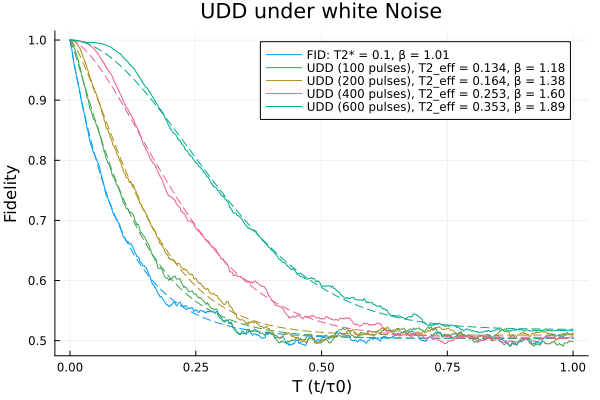 UDD under white Noise
FID: T2* = 0.1, β = 1.01
UDD (100 pulses), T2_eff = 0.134, β = 1.18
UDD (200 pulses), T2_eff = 0.164, β = 1.38
UDD (400 pulses), T2_eff = 0.253, β = 1.60
UDD (600 pulses), T2_eff = 0.353, β = 1.89
Fidelity
1.0
0.9
0.8
0.7
0.6
0.5
0.00 0.25 0.50 0.75 1.00
T (t/τ0)